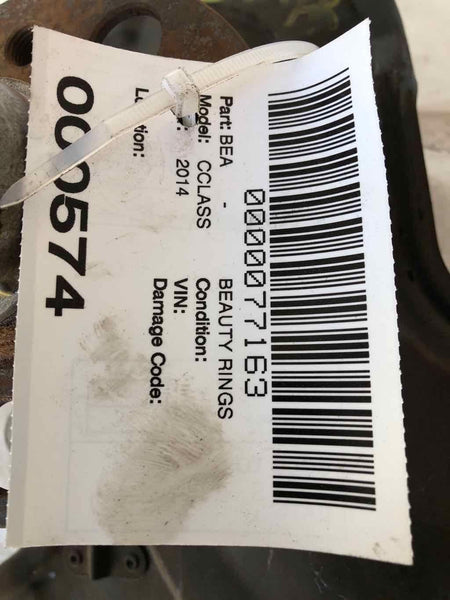 0000077163
Part: BEA - BEAUTY RINGS
Model: CCLASS Condition:
2014 VIN:
Damage Code:
000574